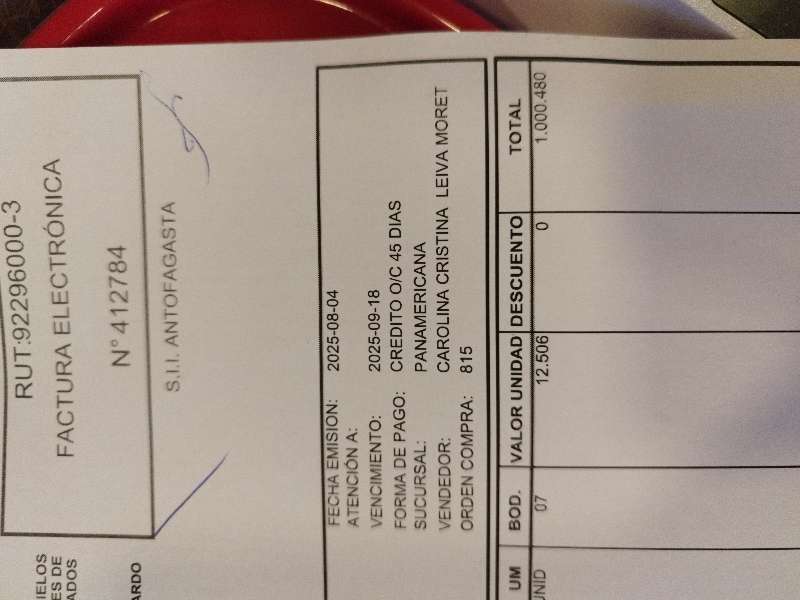 RUT:92296000-3
FACTURA ELECTRÓNICA
N° 412784
S.I.I. ANTOFAGASTA
IELOS
ES DE
ADOS
ARDO
FECHA EMISION: 2025-08-04
ATENCIÓN A:
VENCIMIENTO: 2025-09-18
FORMA DE PAGO: CREDITO O/C 45 DIAS
SUCURSAL: PANAMERICANA
VENDEDOR: CAROLINA CRISTINA LEIVA MORET
ORDEN COMPRA: 815
UM BOD. VALOR UNIDAD DESCUENTO TOTAL
UNID 07 12.506 0 1.000.480